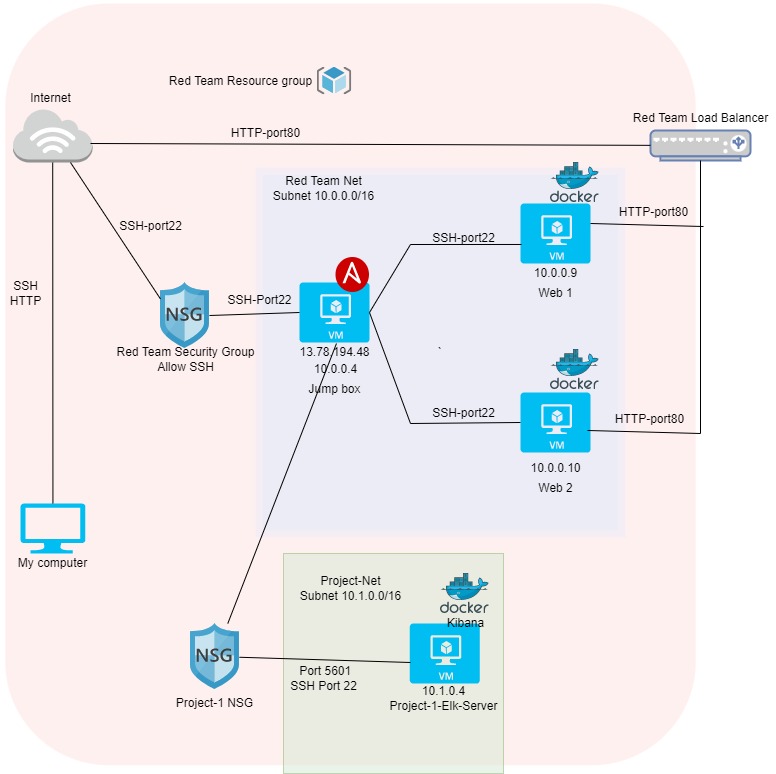 Red Team Resource group
Internet
Red Team Load Balancer
HTTP-port80
Red Team Net
Subnet 10.0.0.0/16
docker
HTTP-port80
SSH-port22
SSH-port22
VM
10.0.0.9
Web 1
SSH
HTTP
NSG
SSH-Port22
A
VM
Red Team Security Group
Allow SSH
13.78.194.48
10.0.0.4
Jump box
docker
SSH-port22
HTTP-port80
VM
10.0.0.10
Web 2
My computer
Project-Net
Subnet 10.1.0.0/16
docker
Kibana
NSG
Port 5601
SSH Port 22
VM
10.1.0.4
Project-1-Elk-Server
Project-1 NSG